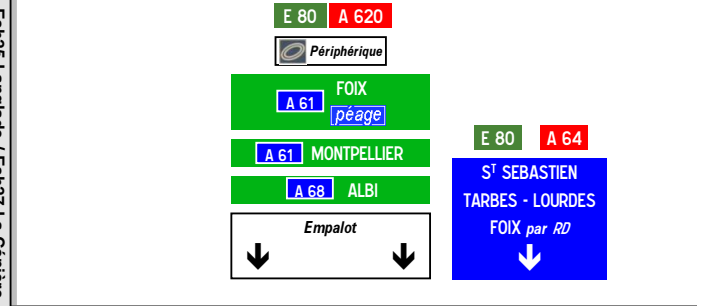 E 80 A 620
Périphérique
FOIX
A 61 péage
A 61 MONTPELLIER
A 68 ALBI
Empalot
E 80 A 64
Sᵀ SEBASTIEN
TARBES - LOURDES
FOIX par RD